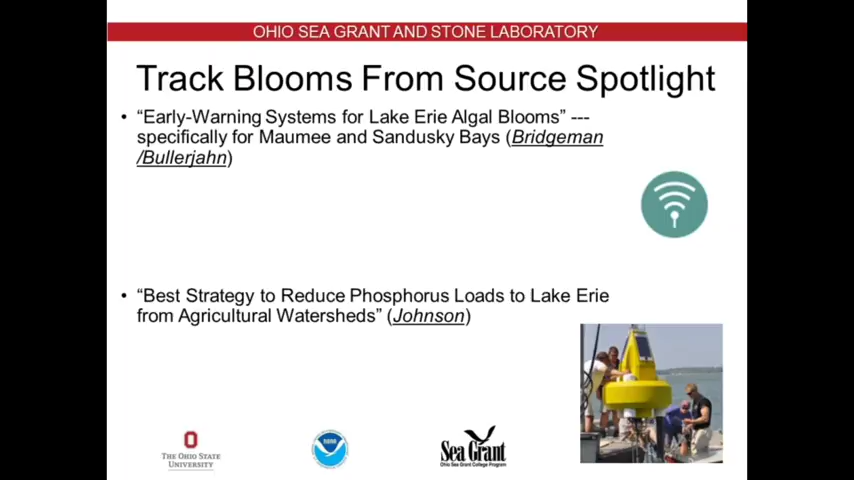 OHIO SEA GRANT AND STONE LABORATORY
Track Blooms From Source Spotlight
• “Early-Warning Systems for Lake Erie Algal Blooms” ---
specifically for Maumee and Sandusky Bays (Bridgeman
/Bullerjahn)
• “Best Strategy to Reduce Phosphorus Loads to Lake Erie
from Agricultural Watersheds” (Johnson)
THE OHIO STATE
UNIVERSITY
NOAA
Sea Grant
Ohio Sea Grant College Program